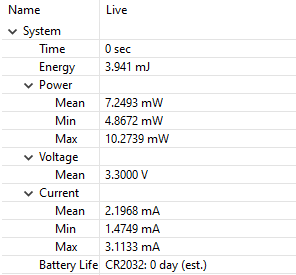 Name Live
System
Time 0 sec
Energy 3.941 mJ
Power
Mean 7.2493 mW
Min 4.8672 mW
Max 10.2739 mW
Voltage
Mean 3.3000 V
Current
Mean 2.1968 mA
Min 1.4749 mA
Max 3.1133 mA
Battery Life CR2032: 0 day (est.)